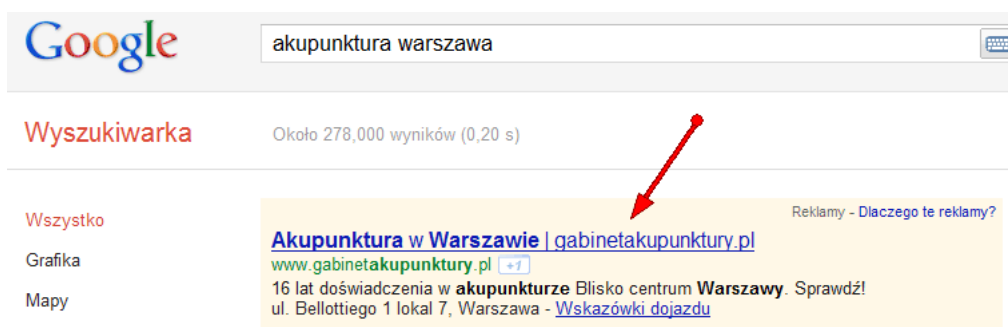 Google
akupunktura warszawa
Wyszukiwarka
Około 278,000 wyników (0,20 s)
Wszystko
Grafika
Mapy
Reklamy - Dlaczego te reklamy?
Akupunktura w Warszawie | gabinetakupunktury.pl
www.gabinetakupunktury.pl +1
16 lat doświadczenia w akupunkturze Blisko centrum Warszawy. Sprawdź!
ul. Bellottiego 1 lokal 7, Warszawa - Wskazówki dojazdu